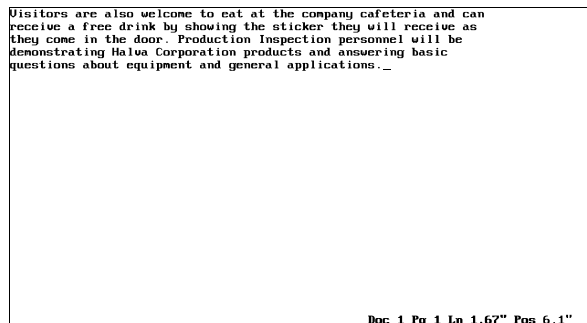 Visitors are also welcome to eat at the company cafeteria and can
receive a free drink by showing the sticker they will receive as
they come in the door. Production Inspection personnel will be
demonstrating Halva Corporation products and answering basic
questions about equipment and general applications._
Doc 1 Pg 1 Ln 1.67" Pos 6.1"